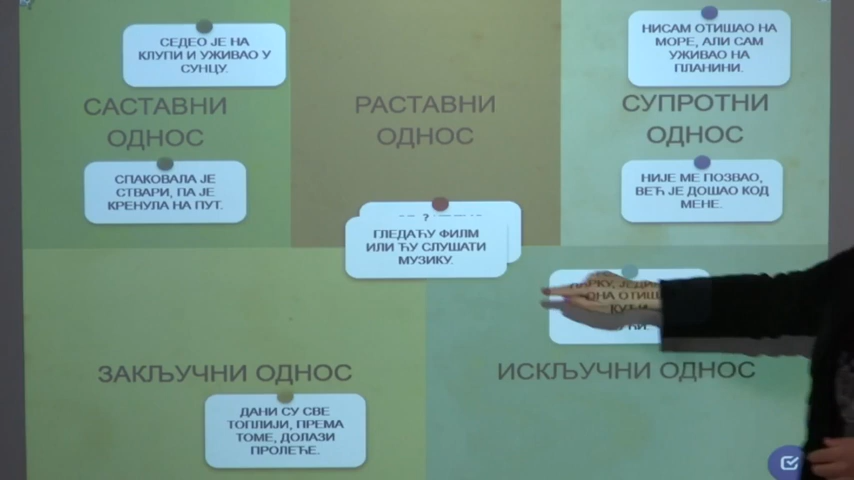 СЕДЕО ЈЕ НА
КЛУПИ И УЖИВАО У
СУНЦУ.
НИСАМ ОТИШАО НА
МОРЕ, АЛИ САМ
УЖИВАО НА
ПЛАНИНИ.
САСТАВНИ
ОДНОС
РАСТАВНИ
ОДНОС
СУПРОТНИ
ОДНОС
СПАКОВАЛА ЈЕ
СТВАРИ, ПА ЈЕ
КРЕНУЛА НА ПУТ.
НИЈЕ МЕ ПОЗВАО,
ВЕЋ ЈЕ ДОШАО КОД
МЕНЕ.
?
ГЛЕДАЋУ ФИЛМ
ИЛИ ЋУ СЛУШАТИ
МУЗИКУ.
ОНА
ЗАКЉУЧНИ ОДНОС
ИСКЉУЧНИ ОДНОС
ДАНИ СУ СВЕ
ТОПЛИЈИ, ПРЕМА
ТОМЕ, ДОЛАЗИ
ПРОЛЕЋЕ.